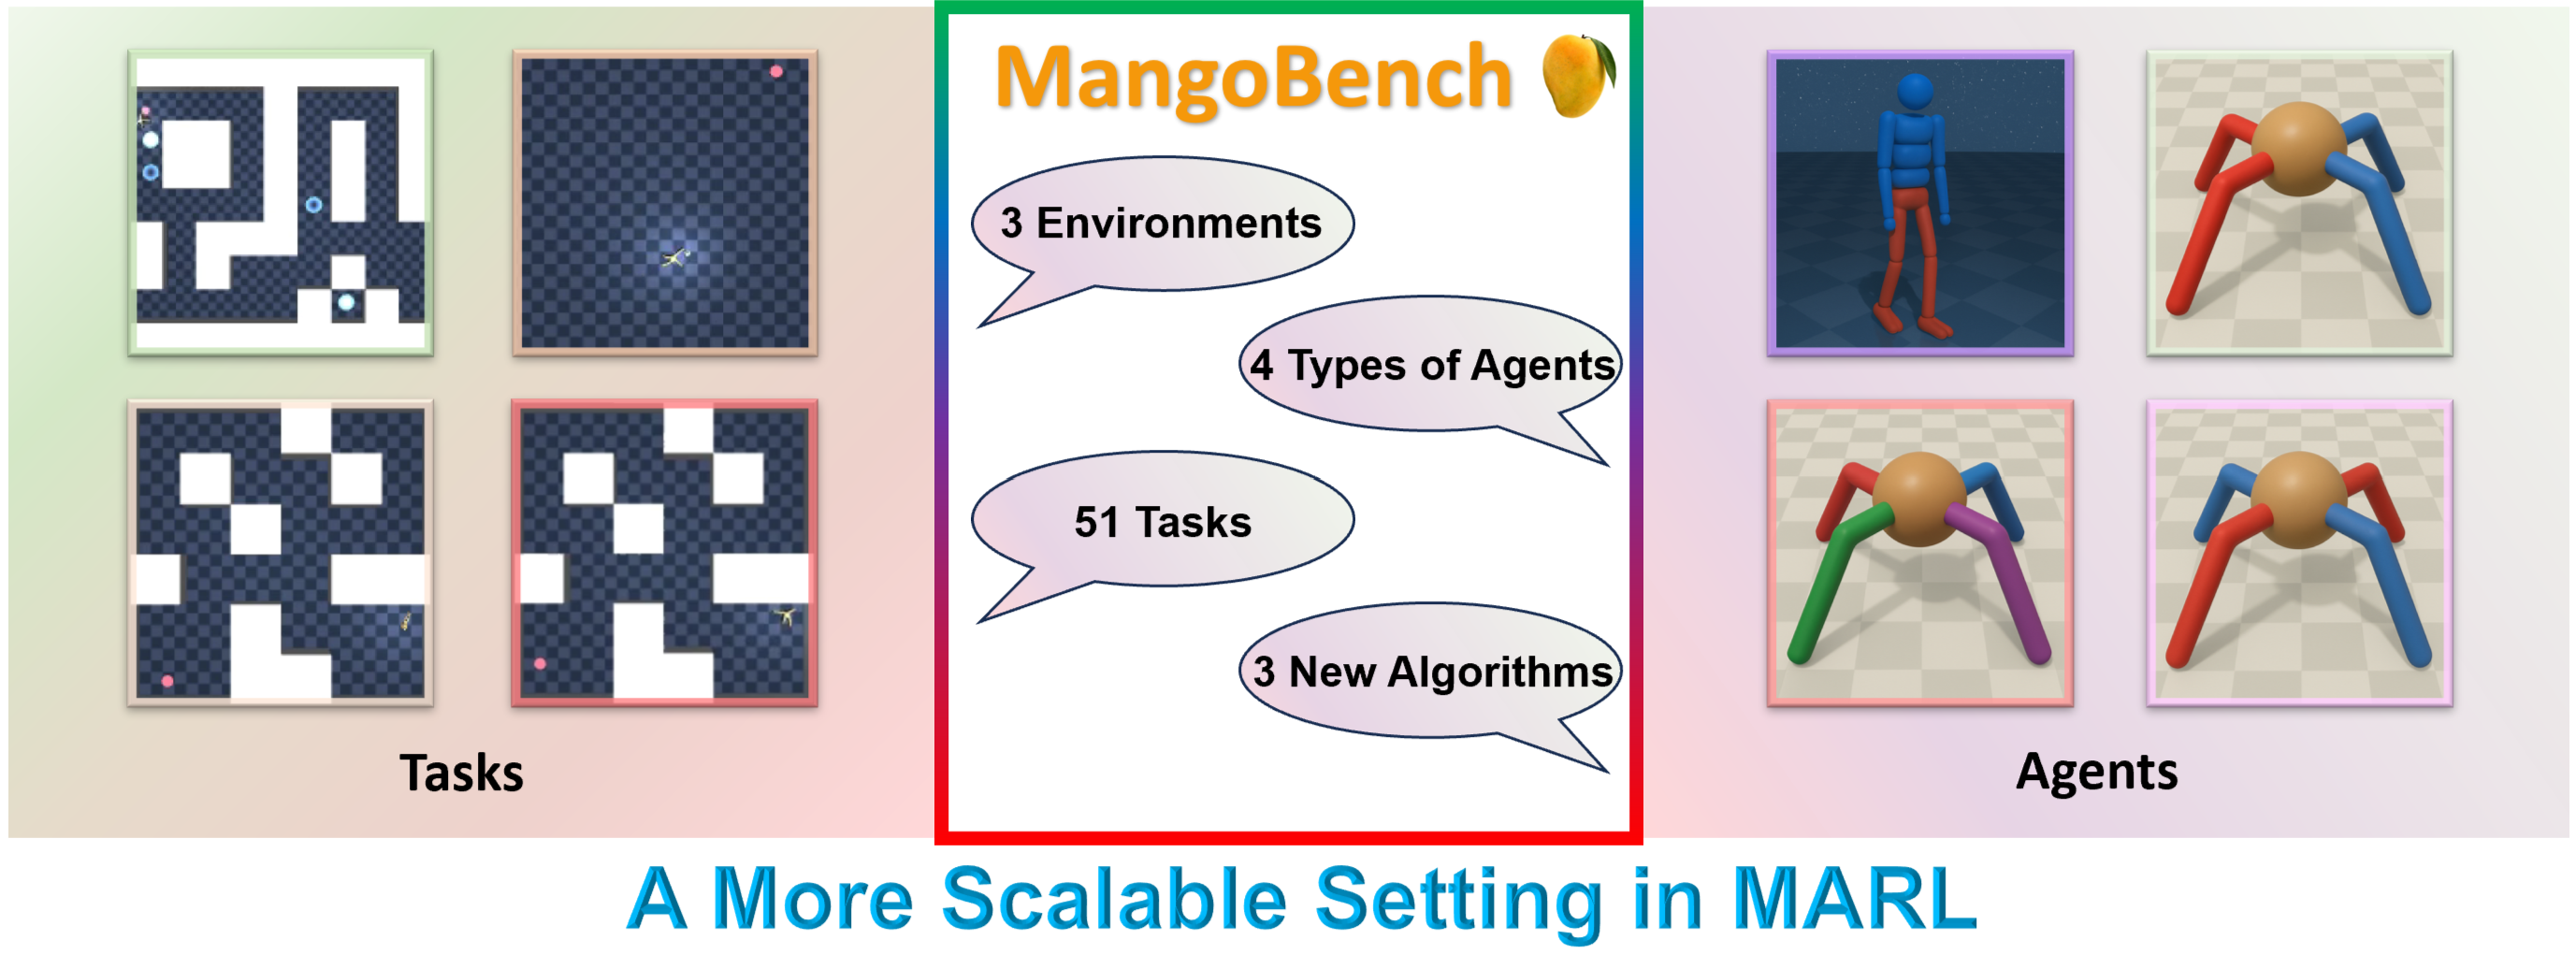 MangoBench
3 Environments
4 Types of Agents
51 Tasks
3 New Algorithms
Tasks
Agents
A More Scalable Setting in MARL